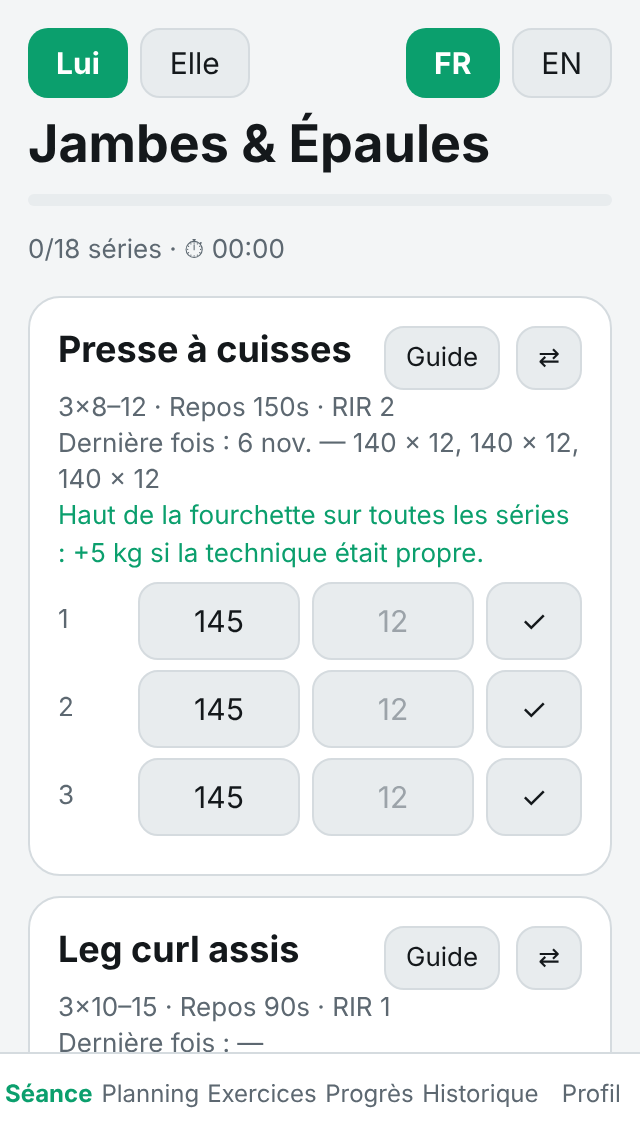 Lui Elle FR EN
Jambes & Épaules
0/18 séries · ⏱ 00:00
Presse à cuisses Guide ⇄
3×8–12 · Repos 150s · RIR 2
Dernière fois : 6 nov. — 140 × 12, 140 × 12,
140 × 12
Haut de la fourchette sur toutes les séries
: +5 kg si la technique était propre.
1 145 12 ✓
2 145 12 ✓
3 145 12 ✓
Leg curl assis Guide ⇄
3×10–15 · Repos 90s · RIR 1
Dernière fois : —
Séance Planning Exercices Progrès Historique Profil